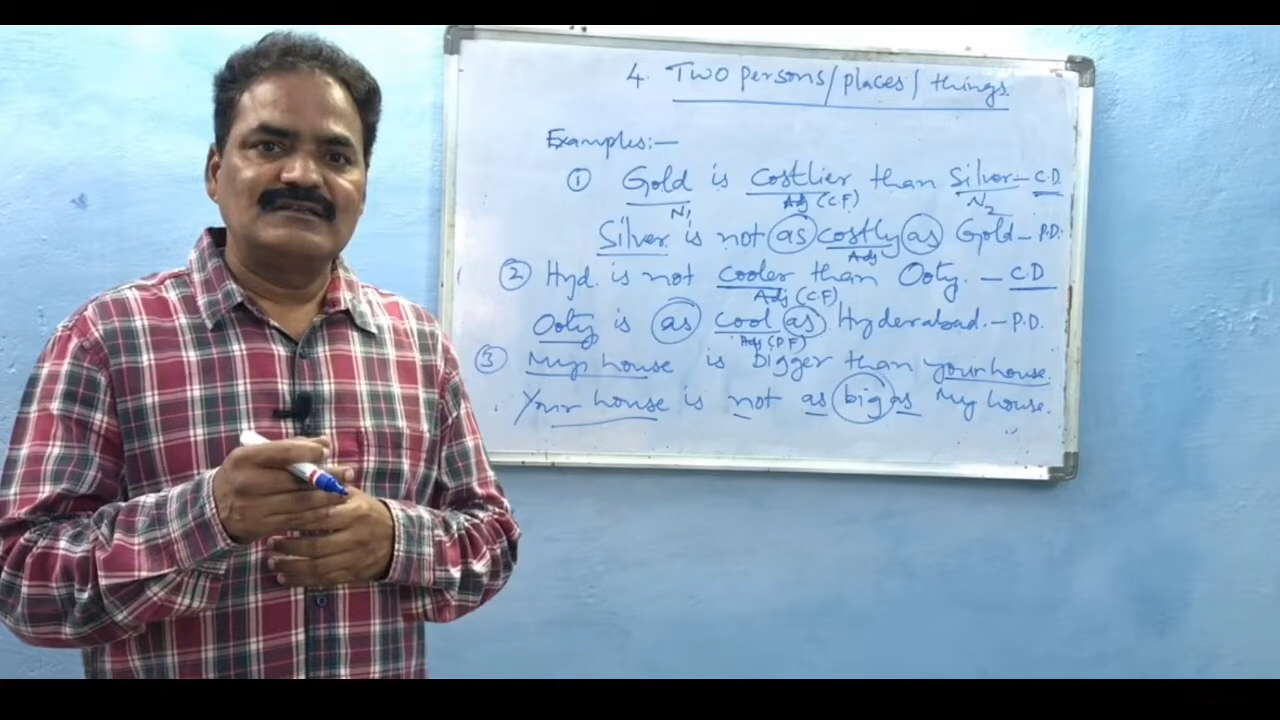 4. Two persons/places/things.
Examples:-
① Gold is costlier than Silver - C.D
N1 Adj (C.F) N2
Silver is not as costly as Gold - P.D.
Adj
② Hyd. is not cooler than Ooty. - C.D
Adj (C.F)
Ooty is as cool as Hyderabad. - P.D.
Adj (P.F)
③ My house is bigger than your house.
Your house is not as big as My house.